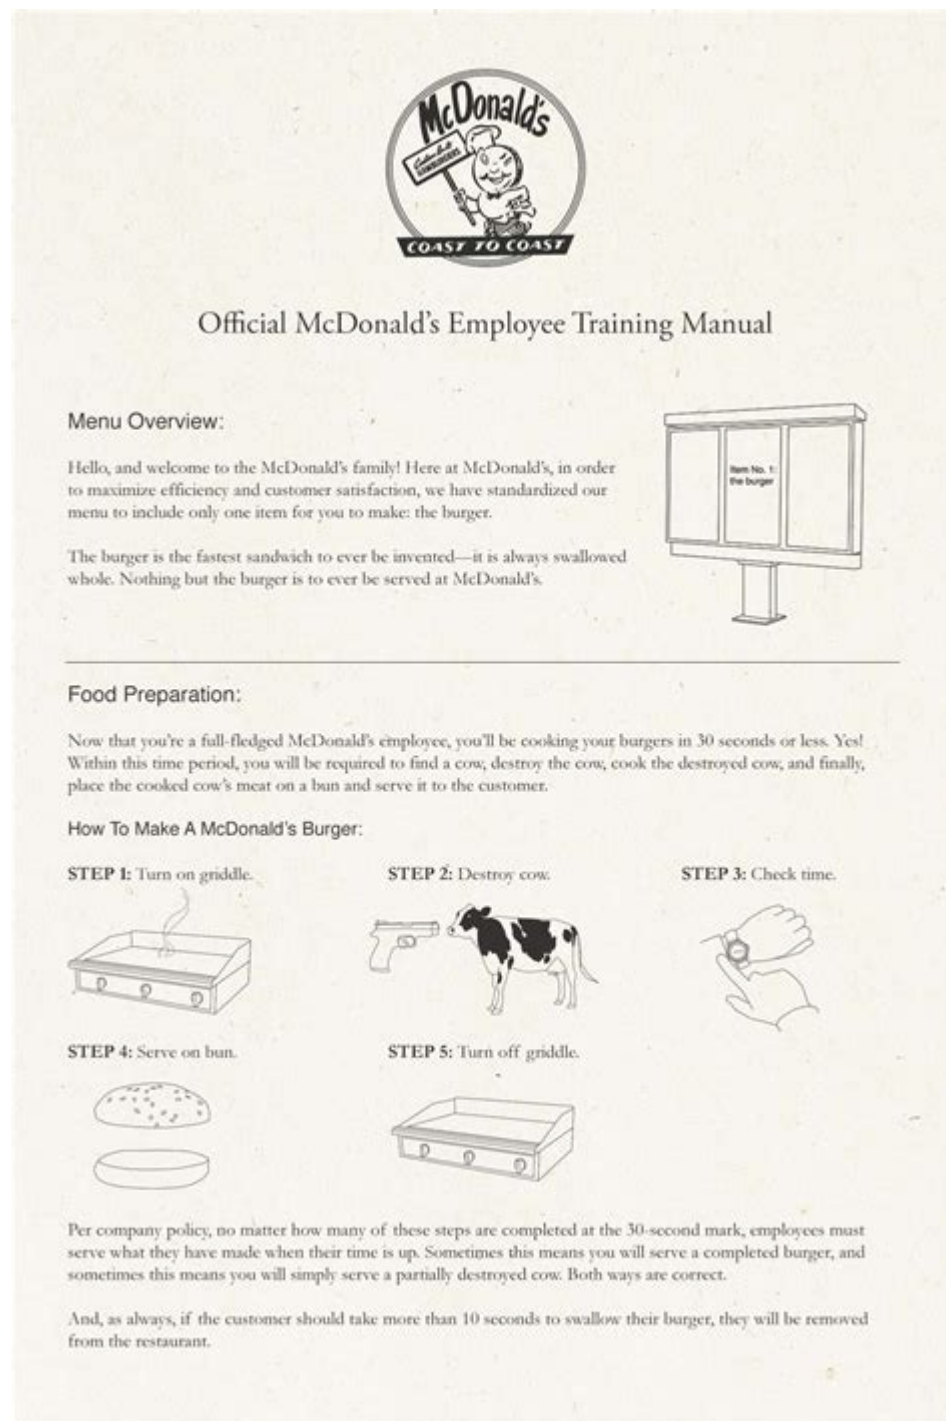 McDonald's
COAST TO COAST
Official McDonald's Employee Training Manual
Menu Overview:
Hello, and welcome to the McDonald's family! Here at McDonald's, in order
to maximize efficiency and customer satisfaction, we have standardized our
menu to include only one item for you to make: the burger.
The burger is the fastest sandwich to ever be invented—it is always swallowed
whole. Nothing but the burger is to ever be served at McDonald's.
Item No. 1:
the burger
Food Preparation:
Now that you're a full-fledged McDonald's employee, you'll be cooking your burgers in 30 seconds or less. Yes!
Within this time period, you will be required to find a cow, destroy the cow, cook the destroyed cow, and finally,
place the cooked cow's meat on a bun and serve it to the customer.
How To Make A McDonald's Burger:
STEP 1: Turn on griddle.
STEP 2: Destroy cow.
STEP 3: Check time.
STEP 4: Serve on bun.
STEP 5: Turn off griddle.
Per company policy, no matter how many of these steps are completed at the 30-second mark, employees must
serve what they have made when their time is up. Sometimes this means you will serve a completed burger, and
sometimes this means you will simply serve a partially destroyed cow. Both ways are correct.
And, as always, if the customer should take more than 10 seconds to swallow their burger, they will be removed
from the restaurant.